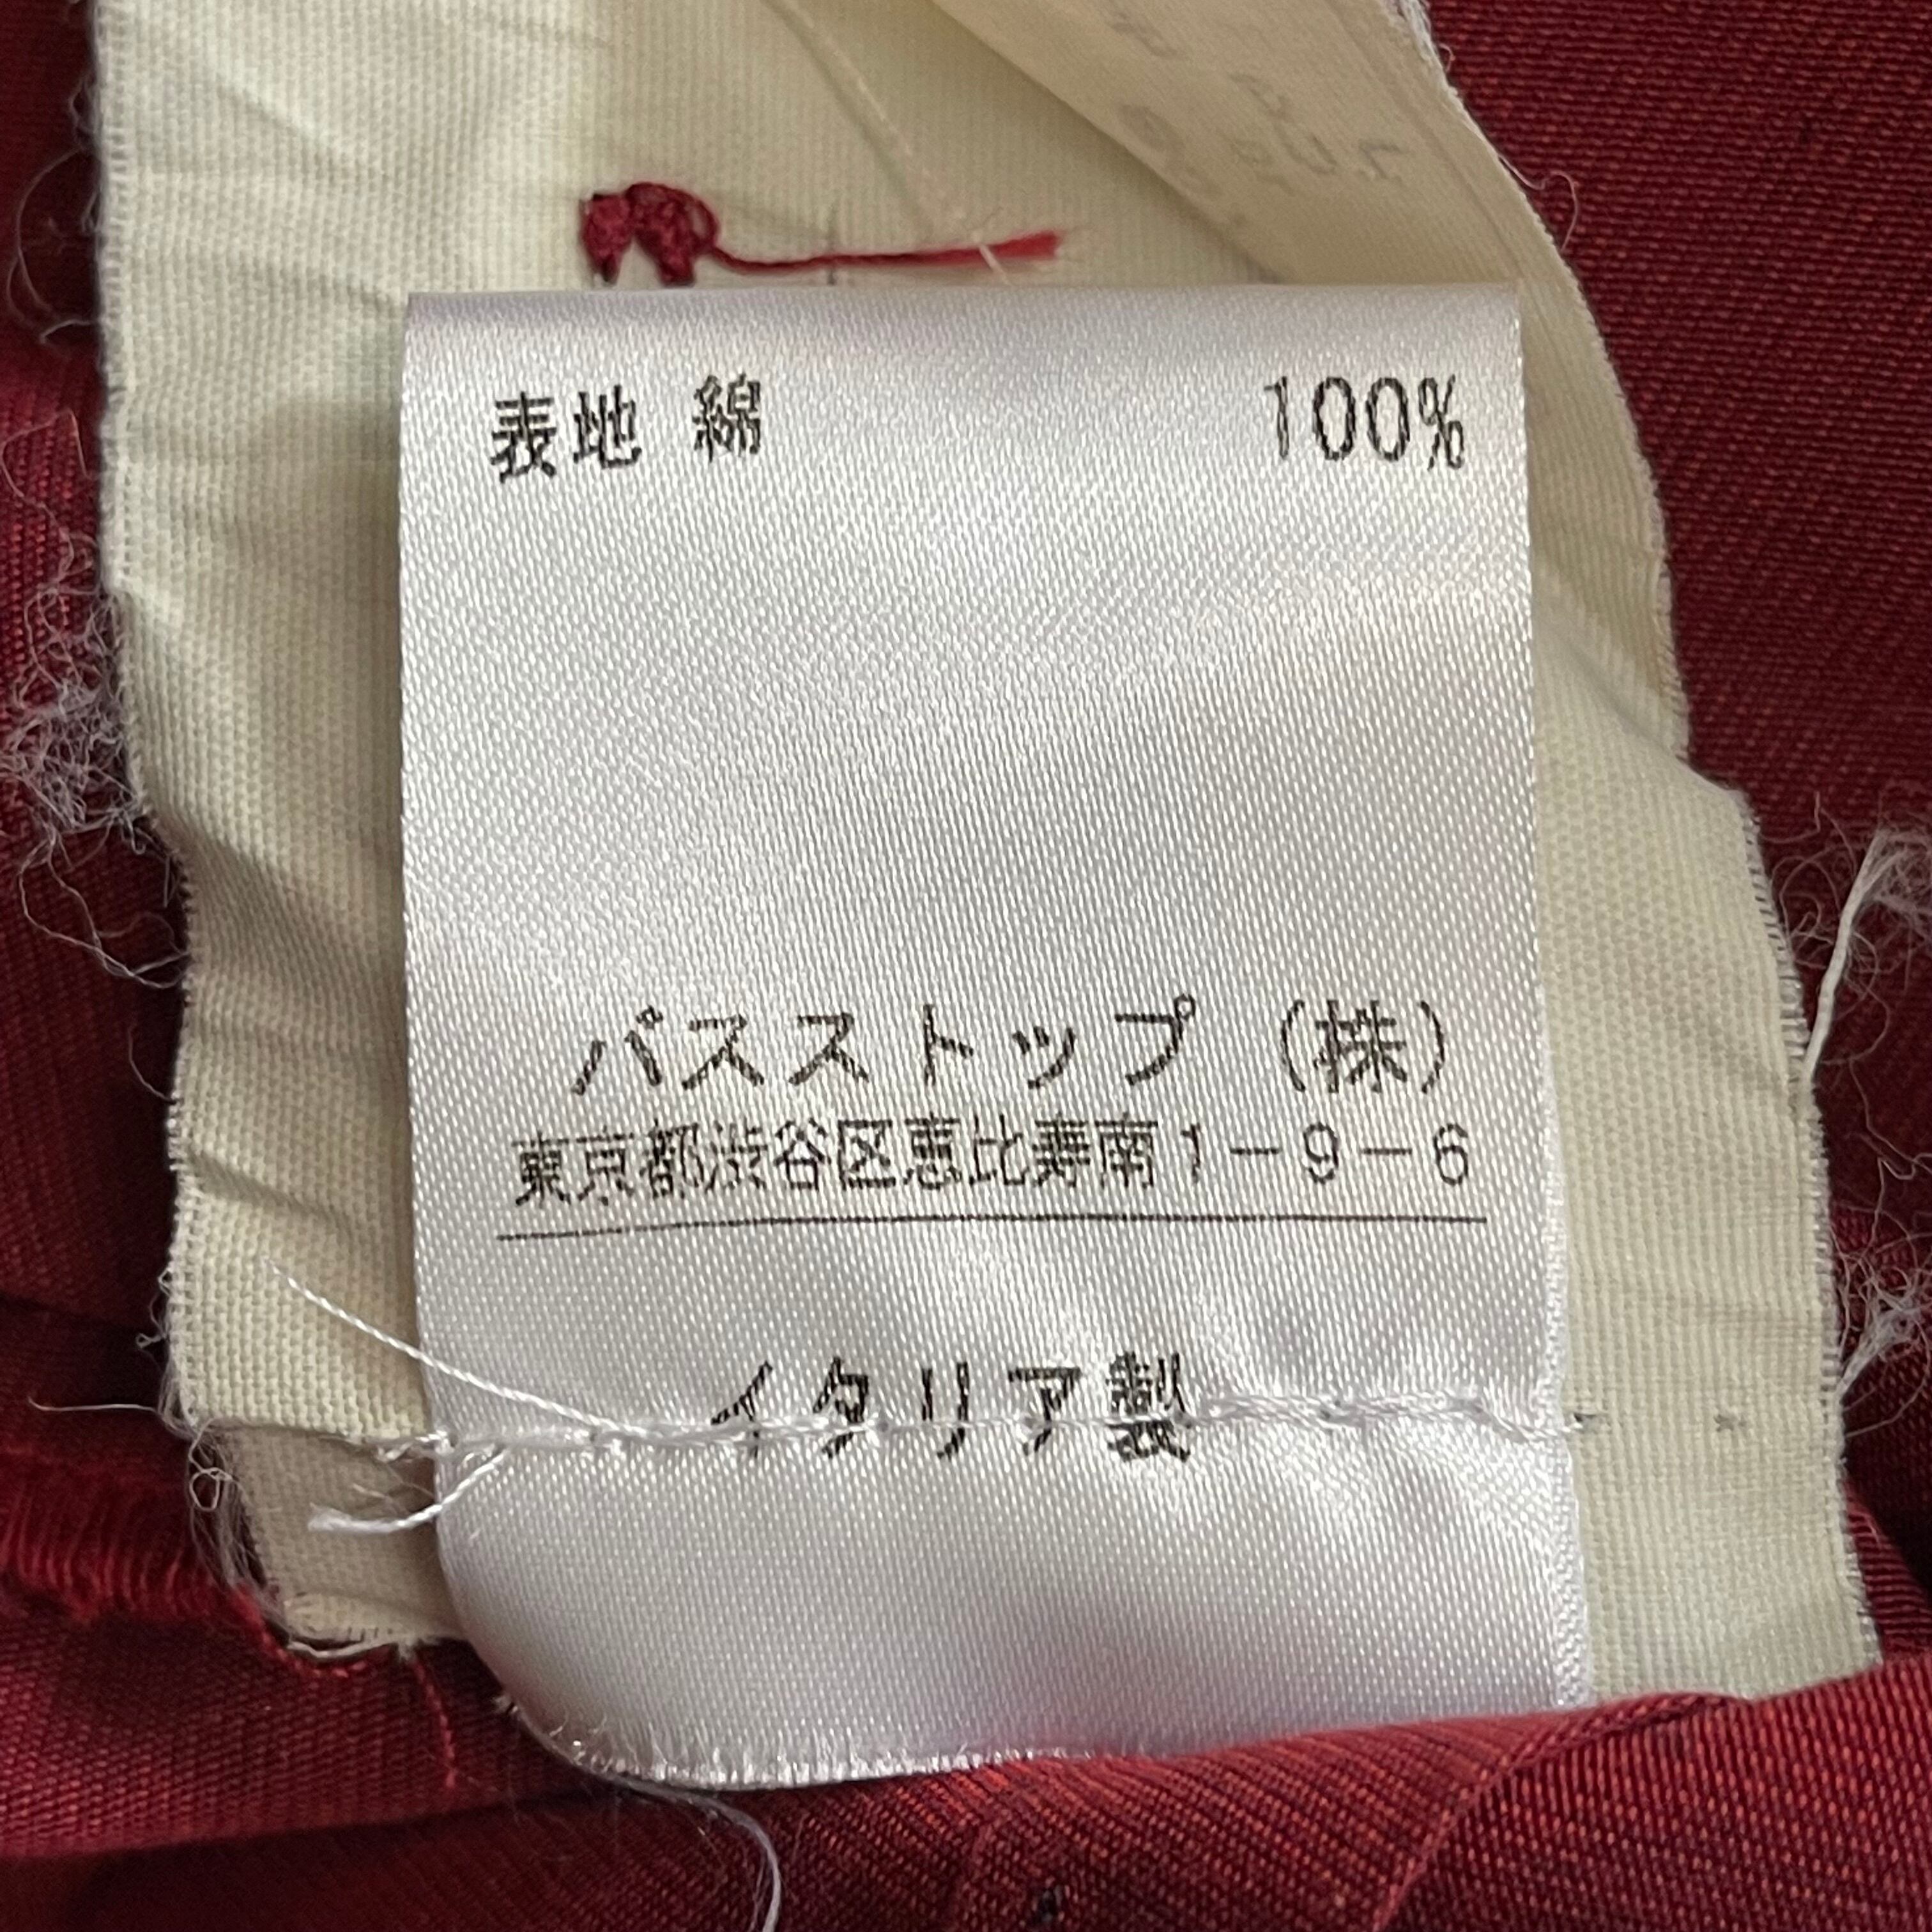 表地 綿 100%
パスストップ (株)
東京都渋谷区恵比寿南1-9-6
イタリア製